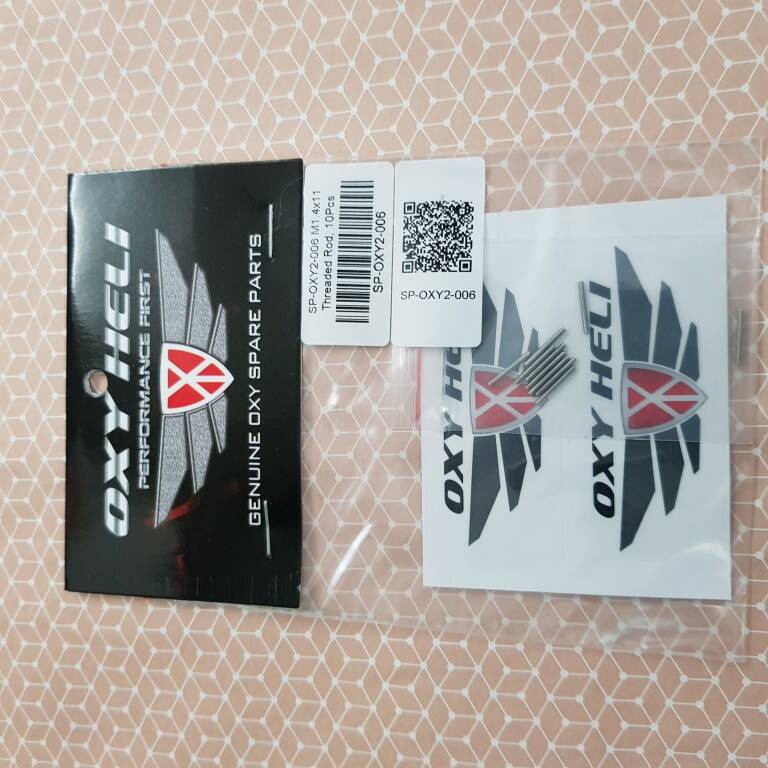 OXY HELI
PERFORMANCE FIRST
GENUINE OXY SPARE PARTS
SP-OXY2-006 M1.4x11
Threaded Rod, 10Pcs
SP-OXY2-006
SP-OXY2-006
OXY HELI
OXY HELI